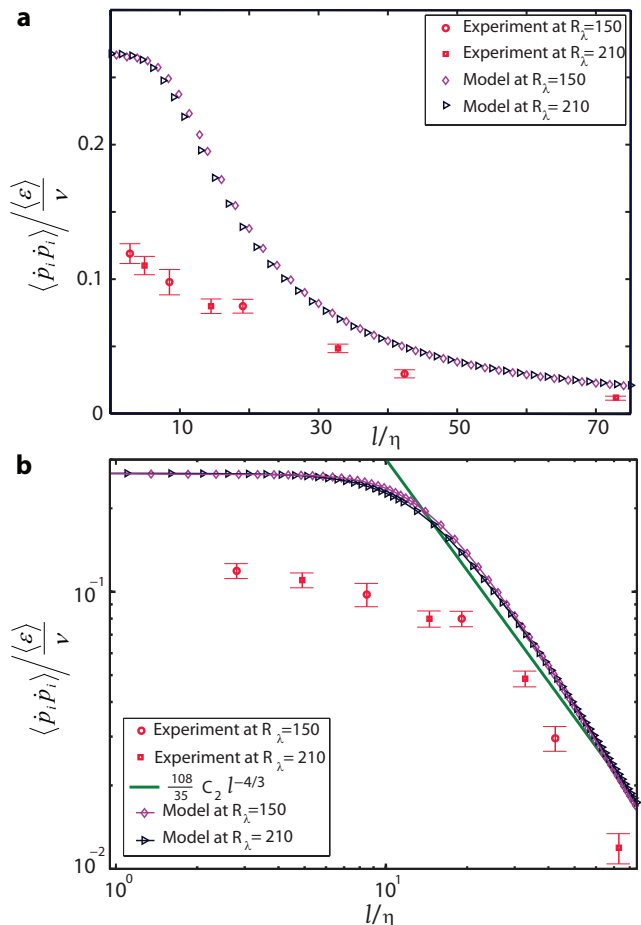 a
Experiment at Rλ=150
Experiment at Rλ= 210
Model at Rλ=150
Model at Rλ= 210
⟨ṗᵢṗᵢ⟩/⟨ε⟩/ν
0.2
0.1
0
10
30
50
70
l/η
b
⟨ṗᵢṗᵢ⟩/⟨ε⟩/ν
10⁻¹
10⁻²
Experiment at Rλ=150
Experiment at Rλ=210
108/35 C₂ l⁻⁴ᐟ³
Model at Rλ=150
Model at Rλ= 210
10⁰
10¹
l/η